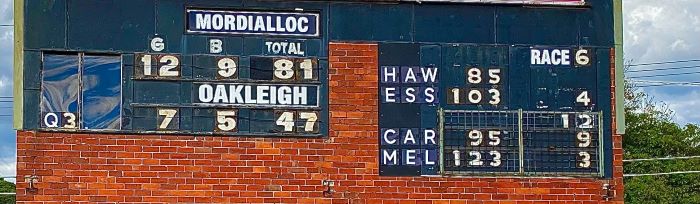 MORDIALLOC
G B TOTAL
12 9 81
OAKLEIGH
Q3 7 5 47
RACE 6
HAW 85
ESS 103 4
12
CAR 95 9
MEL 123 3